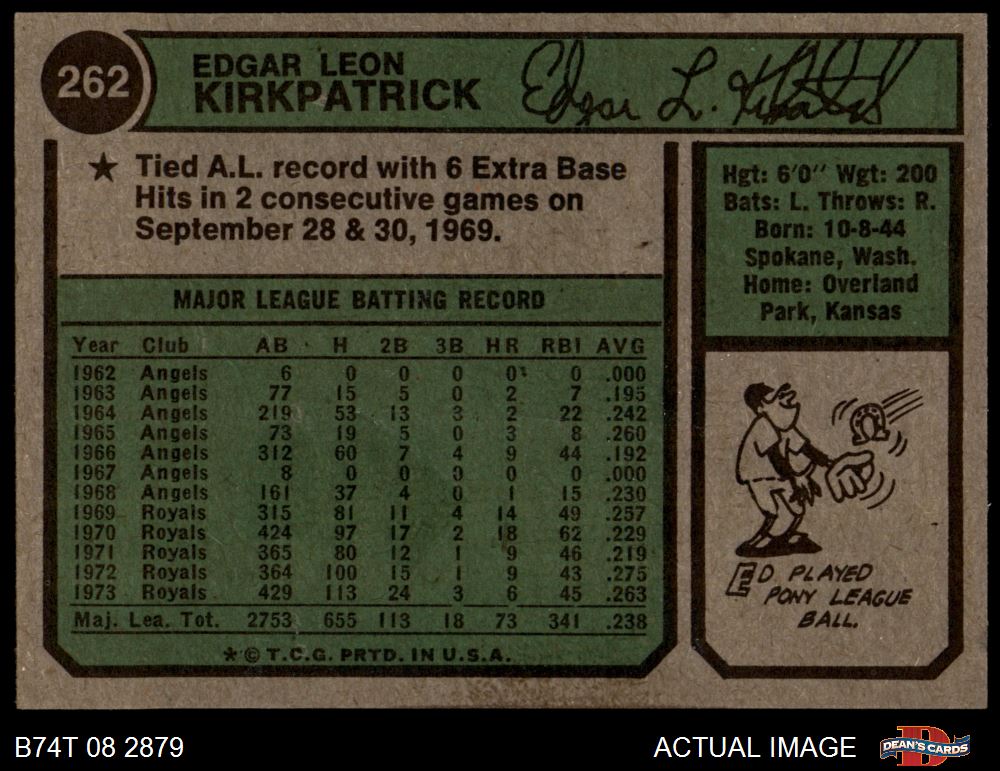 262
EDGAR LEON
KIRKPATRICK
Edgar L. Kirkpatrick
★ Tied A.L. record with 6 Extra Base
Hits in 2 consecutive games on
September 28 & 30, 1969.
MAJOR LEAGUE BATTING RECORD
Year Club AB H 2B 3B HR RBI AVG
1962 Angels 6 0 0 0 0 0 .000
1963 Angels 77 15 5 0 2 7 .195
1964 Angels 219 53 13 3 2 22 .242
1965 Angels 73 19 5 0 3 8 .260
1966 Angels 312 60 7 4 9 44 .192
1967 Angels 8 0 0 0 0 0 .000
1968 Angels 161 37 4 0 1 15 .230
1969 Royals 315 81 11 4 14 49 .257
1970 Royals 424 97 17 2 18 62 .229
1971 Royals 365 80 12 1 9 46 .219
1972 Royals 364 100 15 1 9 43 .275
1973 Royals 429 113 24 3 6 45 .263
Maj. Lea. Tot. 2753 655 113 18 73 341 .238
★ © T.C.G. PRTD. IN U.S.A.
Hgt: 6'0" Wgt: 200
Bats: L. Throws: R.
Born: 10-8-44
Spokane, Wash.
Home: Overland
Park, Kansas
ED PLAYED
PONY LEAGUE
BALL.
B74T 08 2879
ACTUAL IMAGE
DEAN'S CARDS